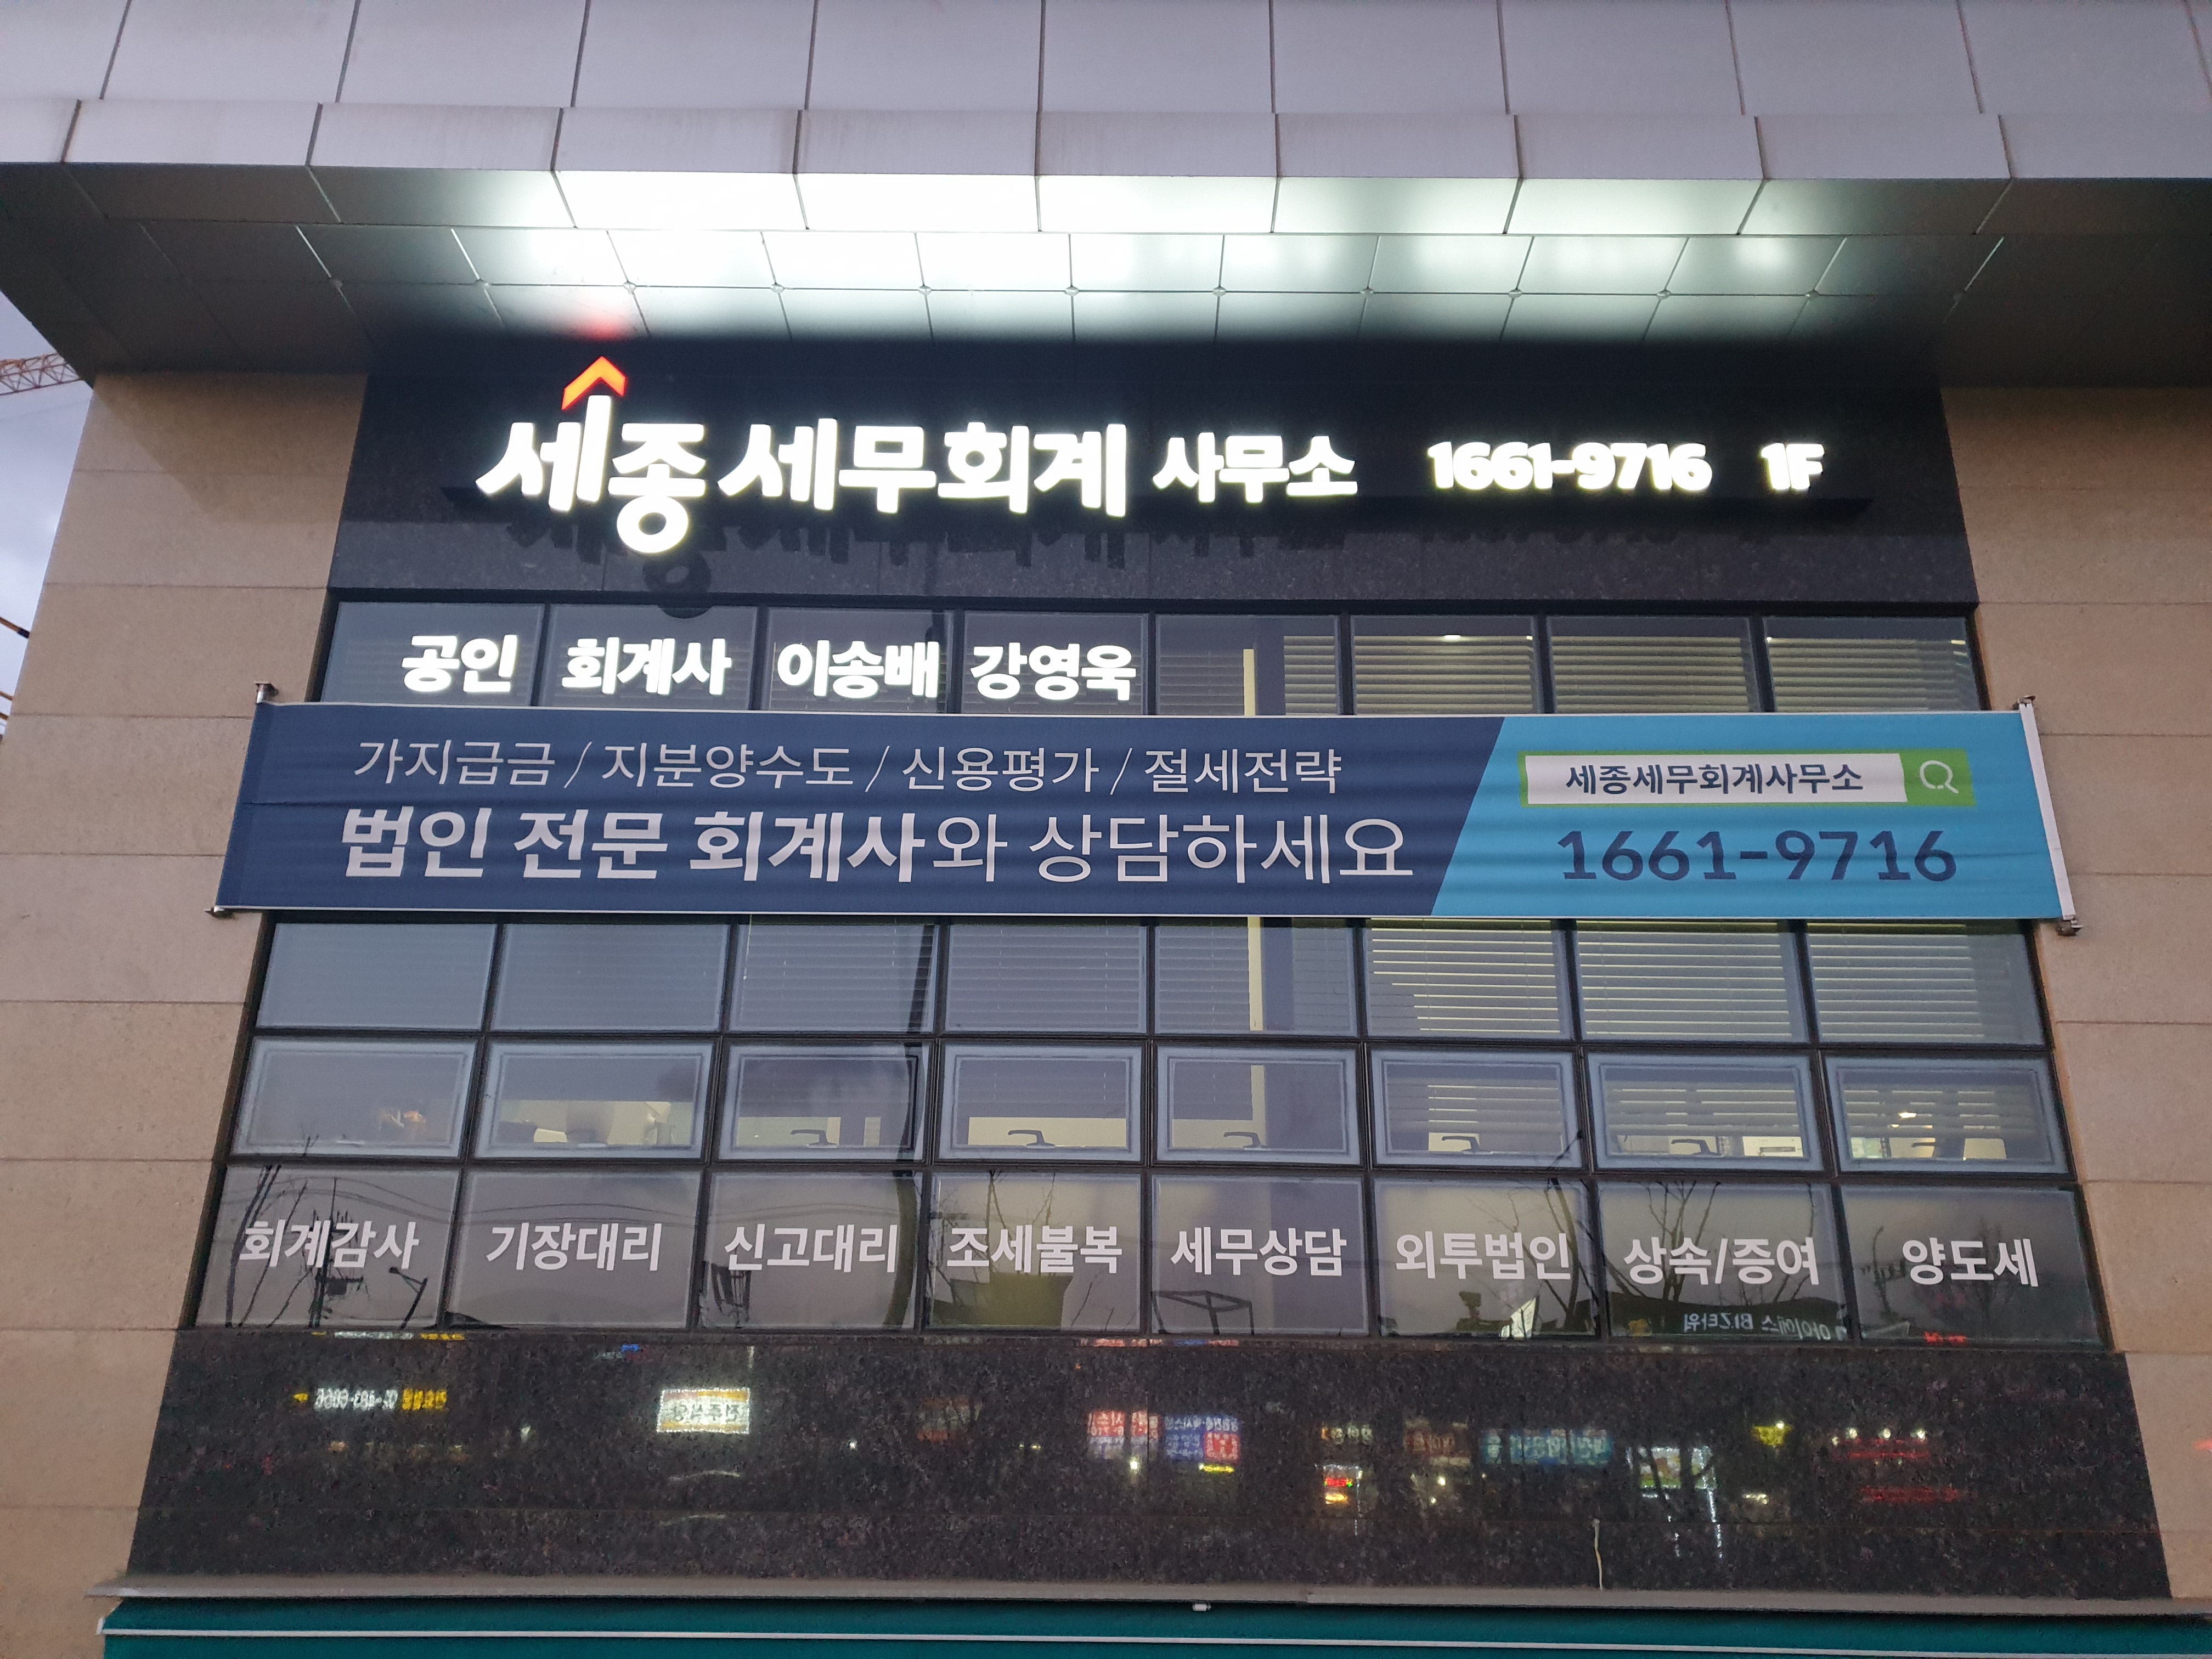 세종 세무회계 사무소 1661-9716 1F
공인 회계사 이송배 강영욱
가지급금 / 지분양수도 / 신용평가 / 절세전략
법인 전문 회계사와 상담하세요
세종세무회계사무소
1661-9716
회계감사 기장대리 신고대리 조세불복 세무상담 외투법인 상속/증여 양도세